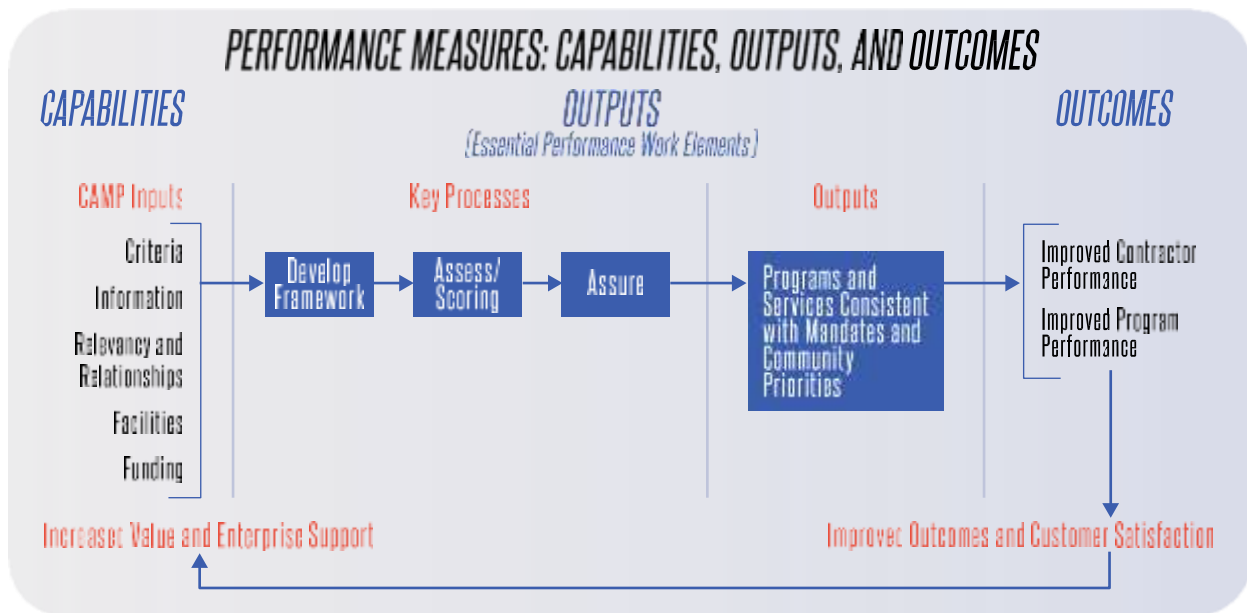 PERFORMANCE MEASURES: CAPABILITIES, OUTPUTS, AND OUTCOMES
CAPABILITIES
OUTPUTS
(Essential Performance Work Elements)
OUTCOMES
CAMP Inputs
Key Processes
Outputs
Criteria
Information
Relevancy and
Relationships
Facilities
Funding
Develop
Framework
Assess/
Scoring
Assure
Programs and
Services Consistent
with Mandates and
Community
Priorities
Improved Contractor
Performance
Improved Program
Performance
Increased Value and Enterprise Support
Improved Outcomes and Customer Satisfaction